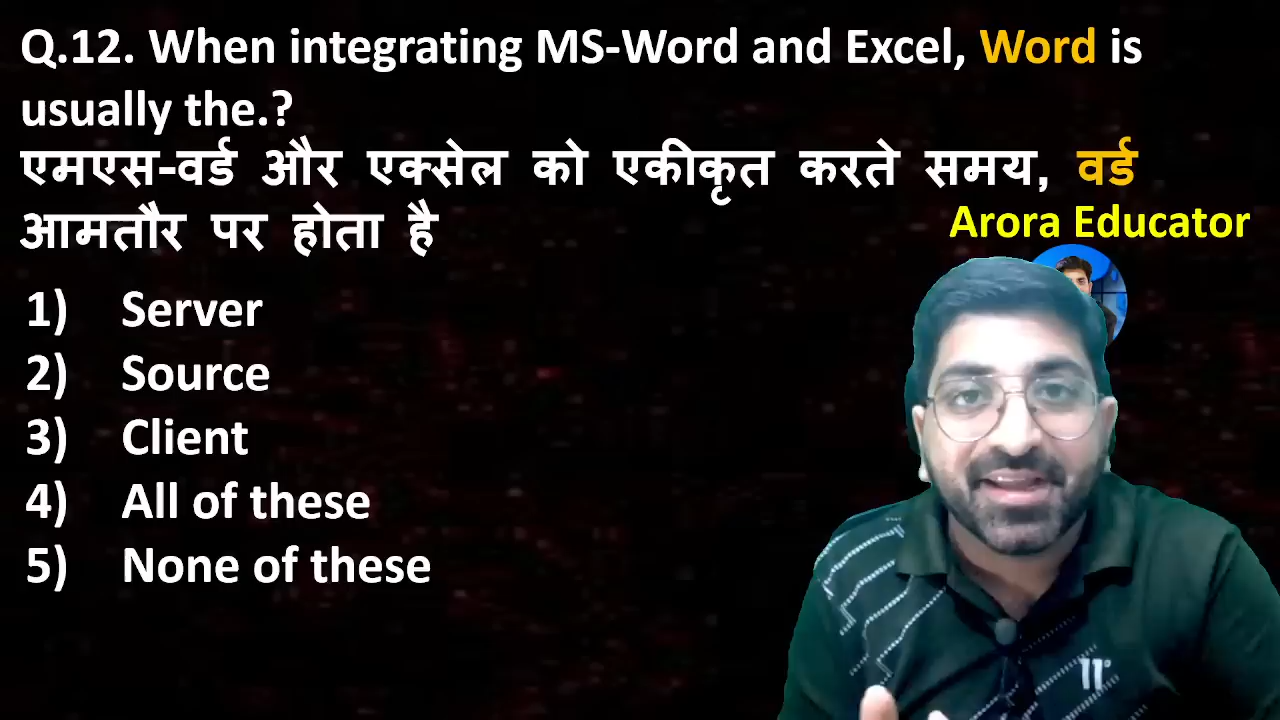 Q.12. When integrating MS-Word and Excel, Word is
usually the.?
एमएस-वर्ड और एक्सेल को एकीकृत करते समय, वर्ड
आमतौर पर होता है
Arora Educator
1) Server
2) Source
3) Client
4) All of these
5) None of these
11°